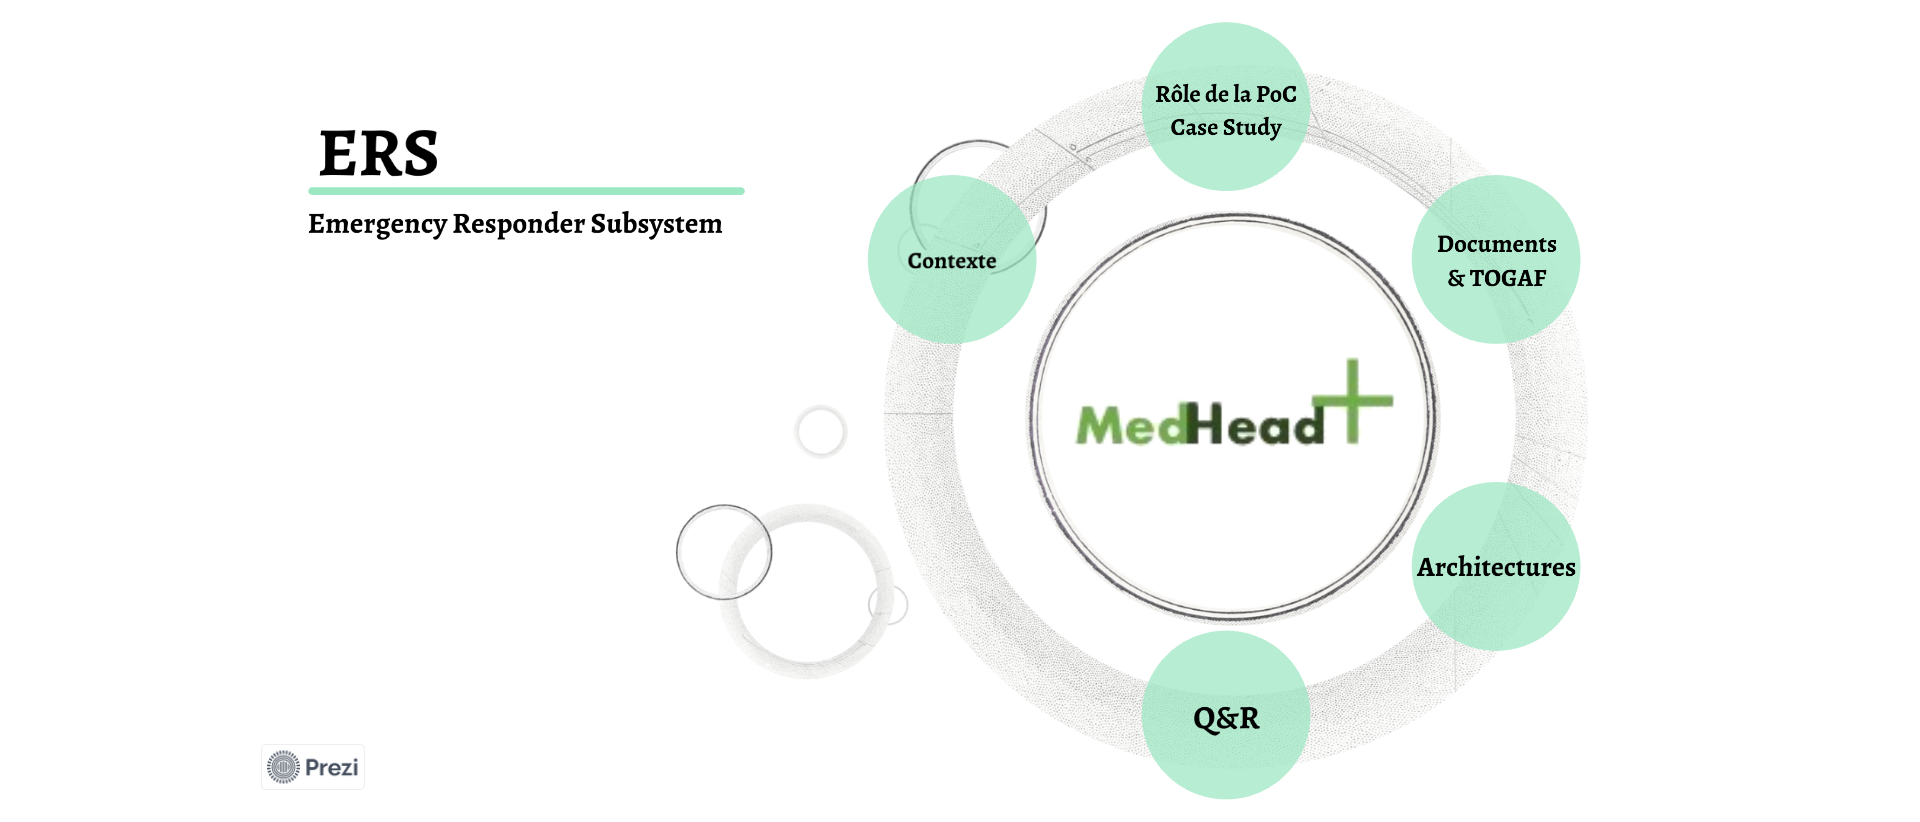 ERS
Emergency Responder Subsystem
Contexte
Rôle de la PoC
Case Study
Documents
& TOGAF
MedHead
Architectures
Q&R
Prezi